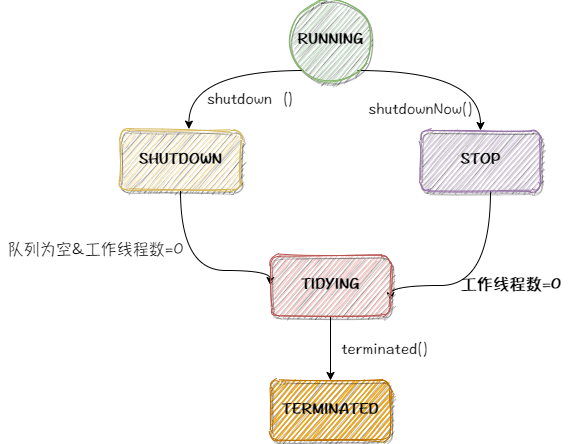 RUNNING
shutdown ()
shutdownNow()
SHUTDOWN
STOP
队列为空&工作线程数=0
TIDYING
工作线程数=0
terminated()
TERMINATED